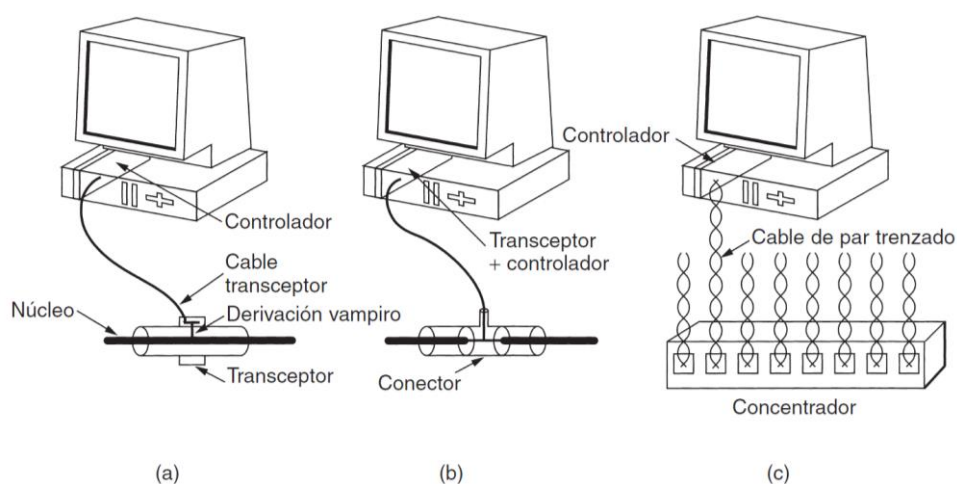 Controlador
Cable
transceptor
Núcleo
Derivación vampiro
Transceptor
(a)
Transceptor
+ controlador
Conector
(b)
Controlador
Cable de par trenzado
Concentrador
(c)